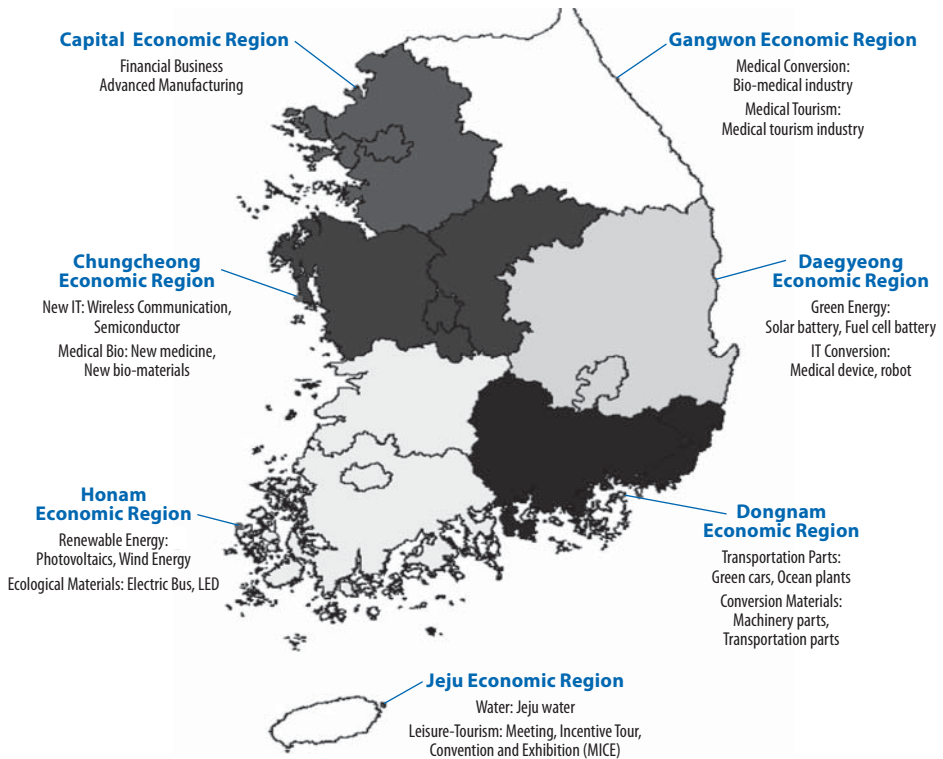 Capital Economic Region
Financial Business
Advanced Manufacturing
Gangwon Economic Region
Medical Conversion:
Bio-medical industry
Medical Tourism:
Medical tourism industry
Chungcheong
Economic Region
New IT: Wireless Communication,
Semiconductor
Medical Bio: New medicine,
New bio-materials
Daegyeong
Economic Region
Green Energy:
Solar battery, Fuel cell battery
IT Conversion:
Medical device, robot
Honam
Economic Region
Renewable Energy:
Photovoltaics, Wind Energy
Ecological Materials: Electric Bus, LED
Dongnam
Economic Region
Transportation Parts:
Green cars, Ocean plants
Conversion Materials:
Machinery parts,
Transportation parts
Jeju Economic Region
Water: Jeju water
Leisure-Tourism: Meeting, Incentive Tour,
Convention and Exhibition (MICE)